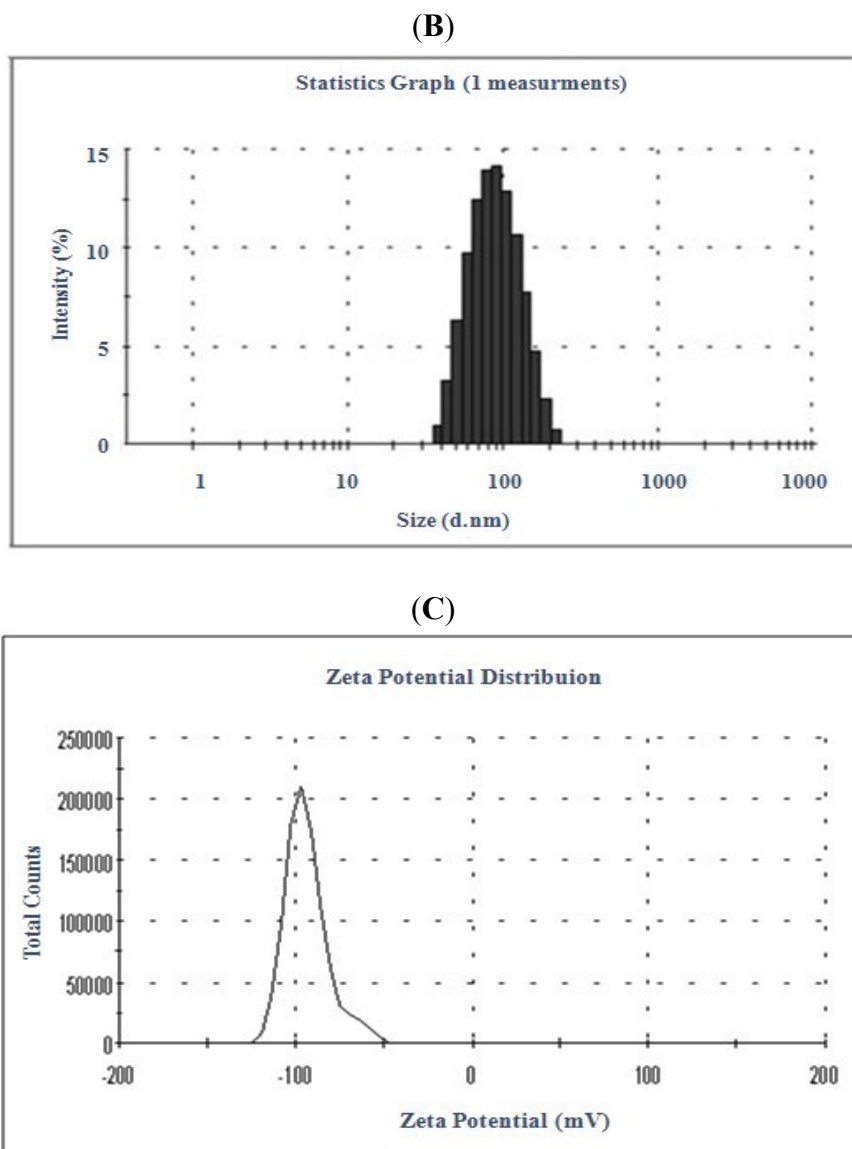 (B)
Statistics Graph (1 measurments)
15
10
5
0
Intensity (%)
1 10 100 1000 1000
Size (d.nm)
(C)
Zeta Potential Distribuion
250000
200000
150000
100000
50000
0
Total Counts
-200 -100 0 100 200
Zeta Potential (mV)